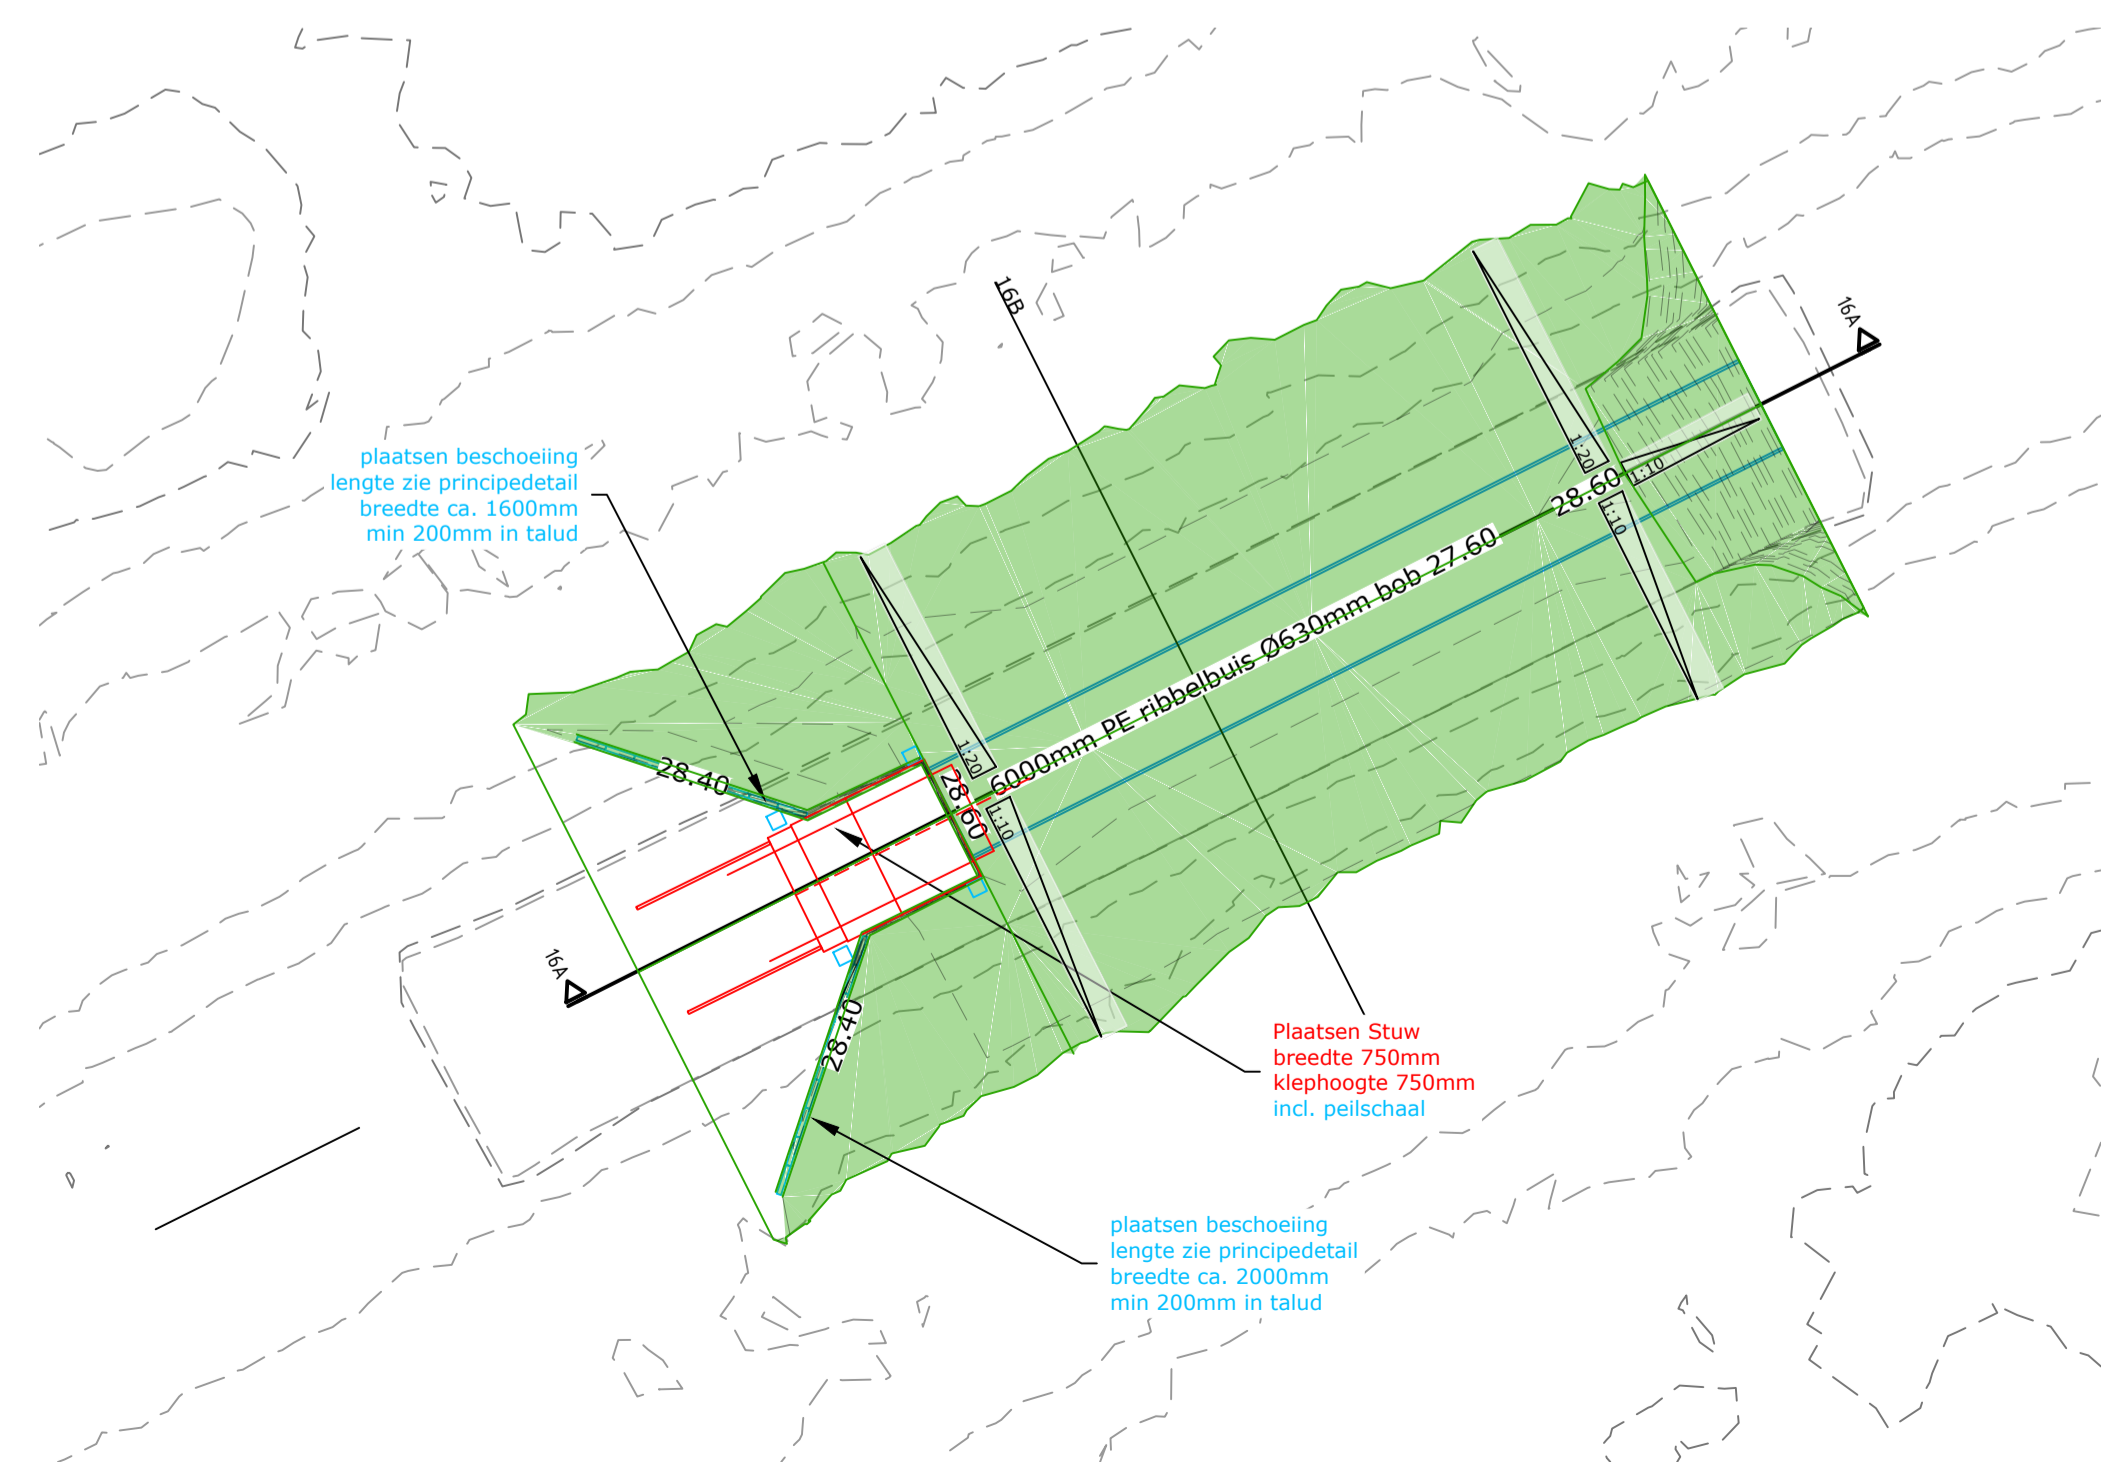 16B
16A
plaatsen beschoeiing
lengte zie principedetail
breedte ca. 1600mm
min 200mm in talud
1:20
1:10
28.60
1:10
6000mm PE ribbelbuis Ø630mm bob 27.60
1:20
28.40
28.60
1:10
16A
28.40
Plaatsen Stuw
breedte 750mm
klephoogte 750mm
incl. peilschaal
plaatsen beschoeiing
lengte zie principedetail
breedte ca. 2000mm
min 200mm in talud